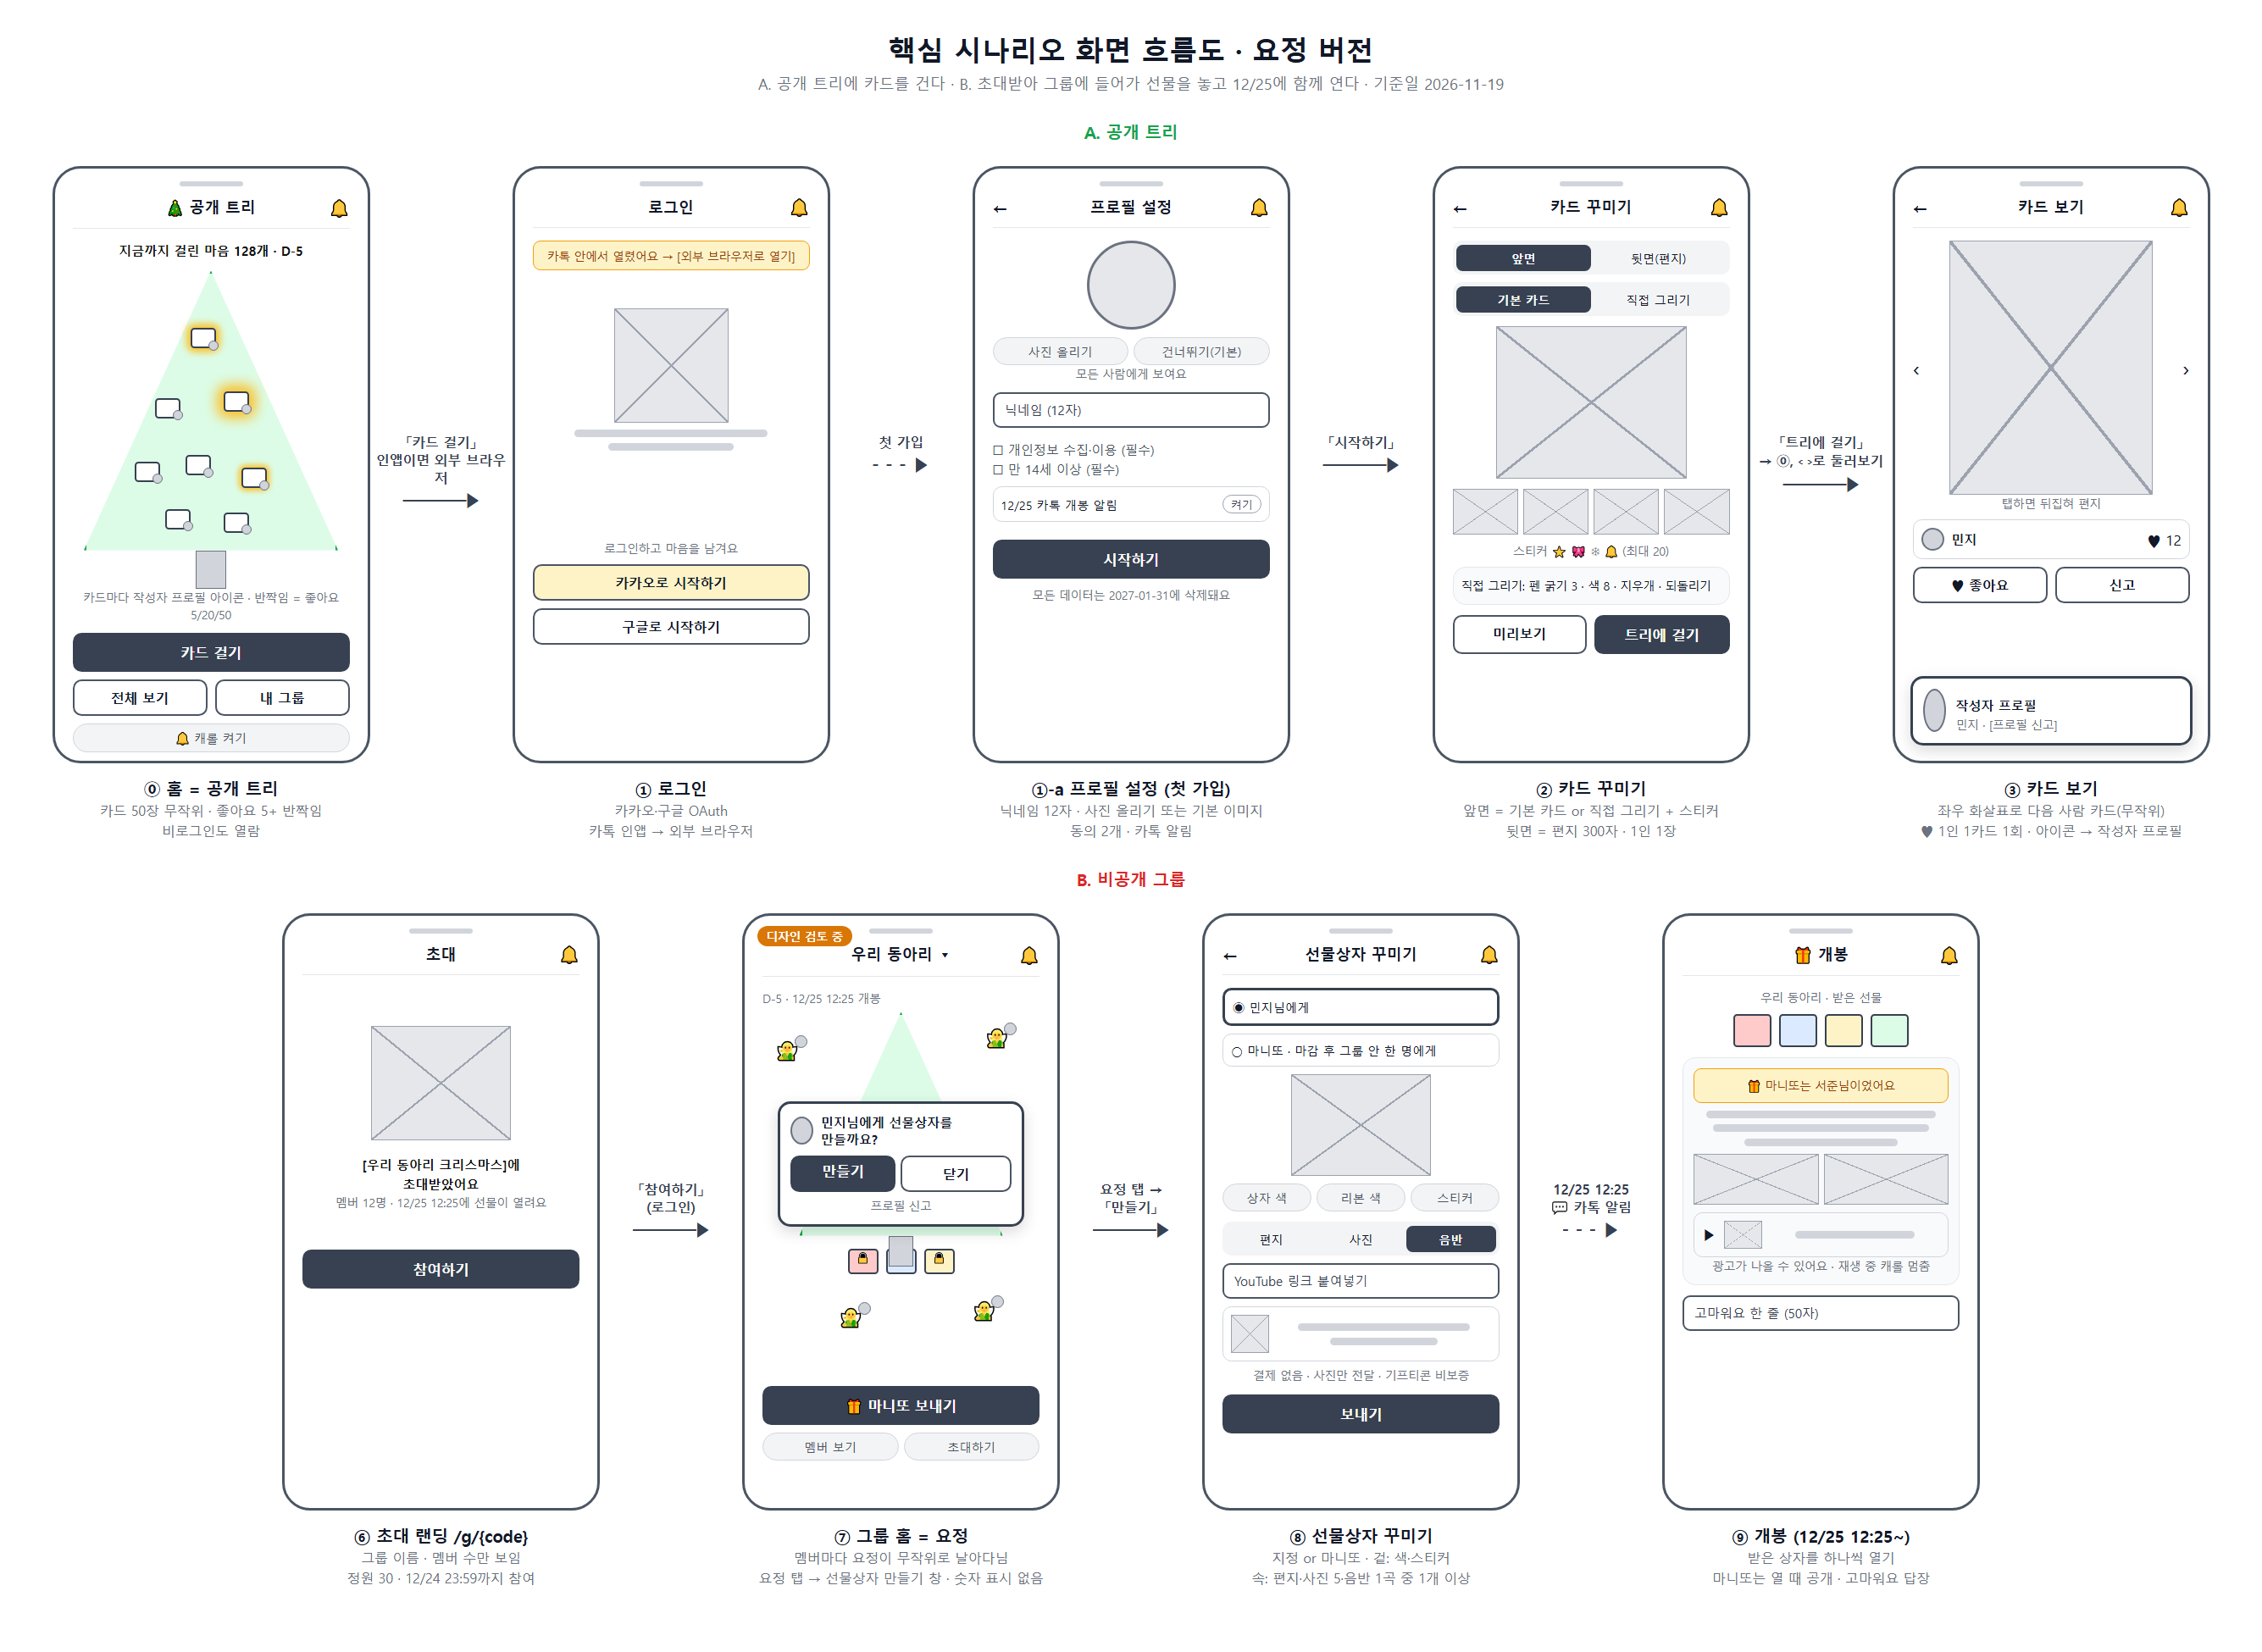 핵심 시나리오 화면 흐름도 · 요정 버전
A. 공개 트리에 카드를 건다 · B. 초대받아 그룹에 들어가 선물을 놓고 12/25에 함께 연다 · 기준일 2026-11-19
A. 공개 트리
🎄 공개 트리 🔔
지금까지 걸린 마음 128개 · D-5
카드마다 작성자 프로필 아이콘 · 반짝임 = 좋아요
5/20/50
카드 걸기
전체 보기
내 그룹
🔔 캐롤 켜기
⓪ 홈 = 공개 트리
카드 50장 무작위 · 좋아요 5+ 반짝임
비로그인도 열람
「카드 걸기」
인앱이면 외부 브라우
저
로그인 🔔
카톡 안에서 열렸어요 → [외부 브라우저로 열기]
로그인하고 마음을 남겨요
카카오로 시작하기
구글로 시작하기
① 로그인
카카오·구글 OAuth
카톡 인앱 → 외부 브라우저
첫 가입
← 프로필 설정 🔔
사진 올리기
건너뛰기(기본)
모든 사람에게 보여요
닉네임 (12자)
☐ 개인정보 수집·이용 (필수)
☐ 만 14세 이상 (필수)
12/25 카톡 개봉 알림
켜기
시작하기
모든 데이터는 2027-01-31에 삭제돼요
①-a 프로필 설정 (첫 가입)
닉네임 12자 · 사진 올리기 또는 기본 이미지
동의 2개 · 카톡 알림
「시작하기」
← 카드 꾸미기 🔔
앞면
뒷면(편지)
기본 카드
직접 그리기
스티커 ⭐ 🎀 ❄ 🔔 (최대 20)
직접 그리기: 펜 굵기 3 · 색 8 · 지우개 · 되돌리기
미리보기
트리에 걸기
② 카드 꾸미기
앞면 = 기본 카드 or 직접 그리기 + 스티커
뒷면 = 편지 300자 · 1인 1장
「트리에 걸기」
→ ⓪, ‹ ›로 둘러보기
← 카드 보기 🔔
‹ ›
탭하면 뒤집혀 편지
민지
♥ 12
♥ 좋아요
신고
작성자 프로필
민지 · [프로필 신고]
③ 카드 보기
좌우 화살표로 다음 사람 카드(무작위)
♥ 1인 1카드 1회 · 아이콘 → 작성자 프로필
B. 비공개 그룹
초대 🔔
[우리 동아리 크리스마스]에
초대받았어요
멤버 12명 · 12/25 12:25에 선물이 열려요
참여하기
⑥ 초대 랜딩 /g/{code}
그룹 이름 · 멤버 수만 보임
정원 30 · 12/24 23:59까지 참여
「참여하기」
(로그인)
디자인 검토 중
우리 동아리 ▾ 🔔
D-5 · 12/25 12:25 개봉
민지님에게 선물상자를
만들까요?
만들기
닫기
프로필 신고
🎁 마니또 보내기
멤버 보기
초대하기
⑦ 그룹 홈 = 요정
멤버마다 요정이 무작위로 날아다님
요정 탭 → 선물상자 만들기 창 · 숫자 표시 없음
요정 탭 →
「만들기」
← 선물상자 꾸미기 🔔
◉ 민지님에게
○ 마니또 · 마감 후 그룹 안 한 명에게
상자 색
리본 색
스티커
편지
사진
음반
YouTube 링크 붙여넣기
결제 없음 · 사진만 전달 · 기프티콘 비보증
보내기
⑧ 선물상자 꾸미기
지정 or 마니또 · 겉: 색·스티커
속: 편지·사진 5·음반 1곡 중 1개 이상
12/25 12:25
💬 카톡 알림
🎁 개봉 🔔
우리 동아리 · 받은 선물
🎁 마니또는 서준님이었어요
▶
광고가 나올 수 있어요 · 재생 중 캐롤 멈춤
고마워요 한 줄 (50자)
⑨ 개봉 (12/25 12:25~)
받은 상자를 하나씩 열기
마니또는 열 때 공개 · 고마워요 답장